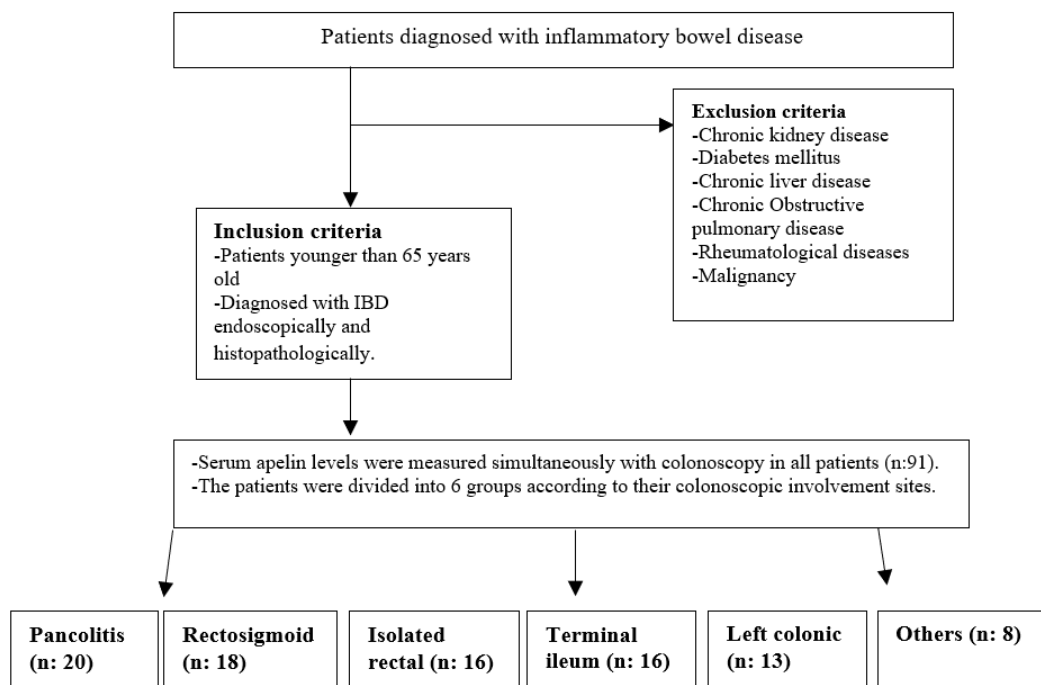 Patients diagnosed with inflammatory bowel disease
Exclusion criteria
-Chronic kidney disease
-Diabetes mellitus
-Chronic liver disease
-Chronic Obstructive
pulmonary disease
-Rheumatological diseases
-Malignancy
Inclusion criteria
-Patients younger than 65 years
old
-Diagnosed with IBD
endoscopically and
histopathologically.
-Serum apelin levels were measured simultaneously with colonoscopy in all patients (n:91).
-The patients were divided into 6 groups according to their colonoscopic involvement sites.
Pancolitis
(n: 20)
Rectosigmoid
(n: 18)
Isolated
rectal (n: 16)
Terminal
ileum (n: 16)
Left colonic
(n: 13)
Others (n: 8)